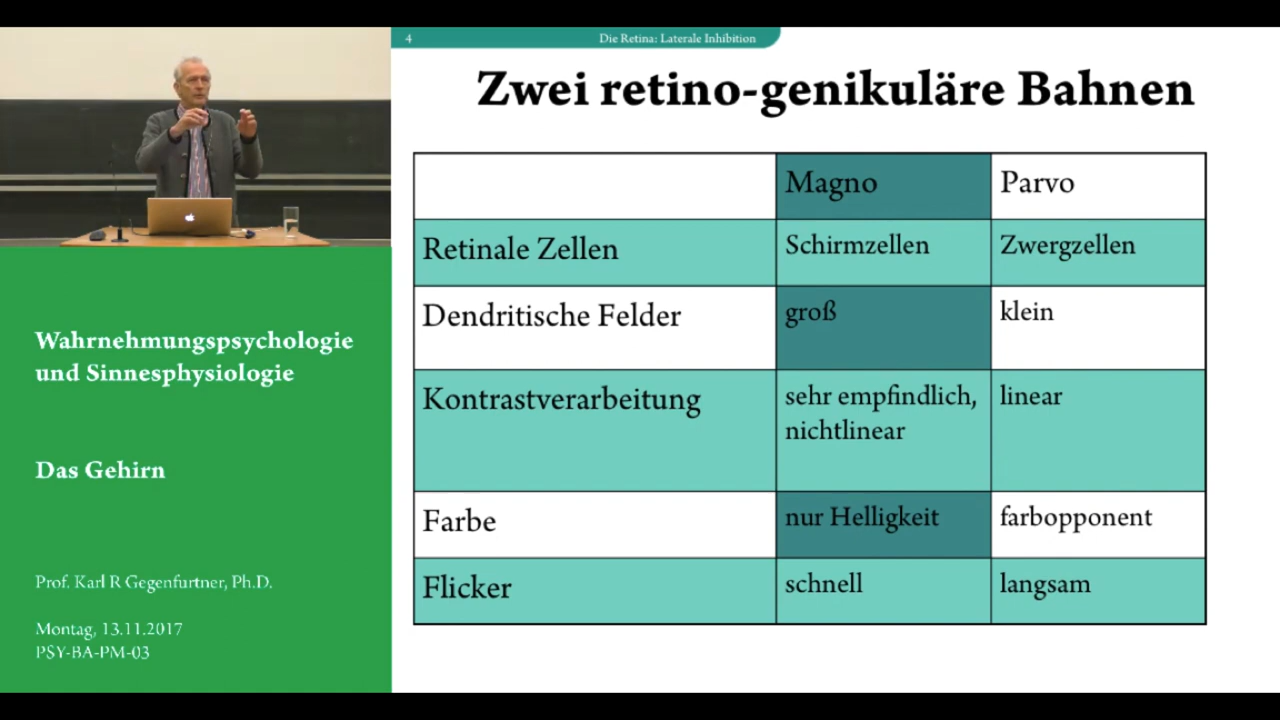 4
Die Retina: Laterale Inhibition
Zwei retino-genikuläre Bahnen
Magno
Parvo
Retinale Zellen
Schirmzellen
Zwergzellen
Dendritische Felder
groß
klein
Kontrastverarbeitung
sehr empfindlich,
nichtlinear
linear
Farbe
nur Helligkeit
farbopponent
Flicker
schnell
langsam
Wahrnehmungspsychologie
und Sinnesphysiologie
Das Gehirn
Prof. Karl R Gegenfurtner, Ph.D.
Montag, 13.11.2017
PSY-BA-PM-03